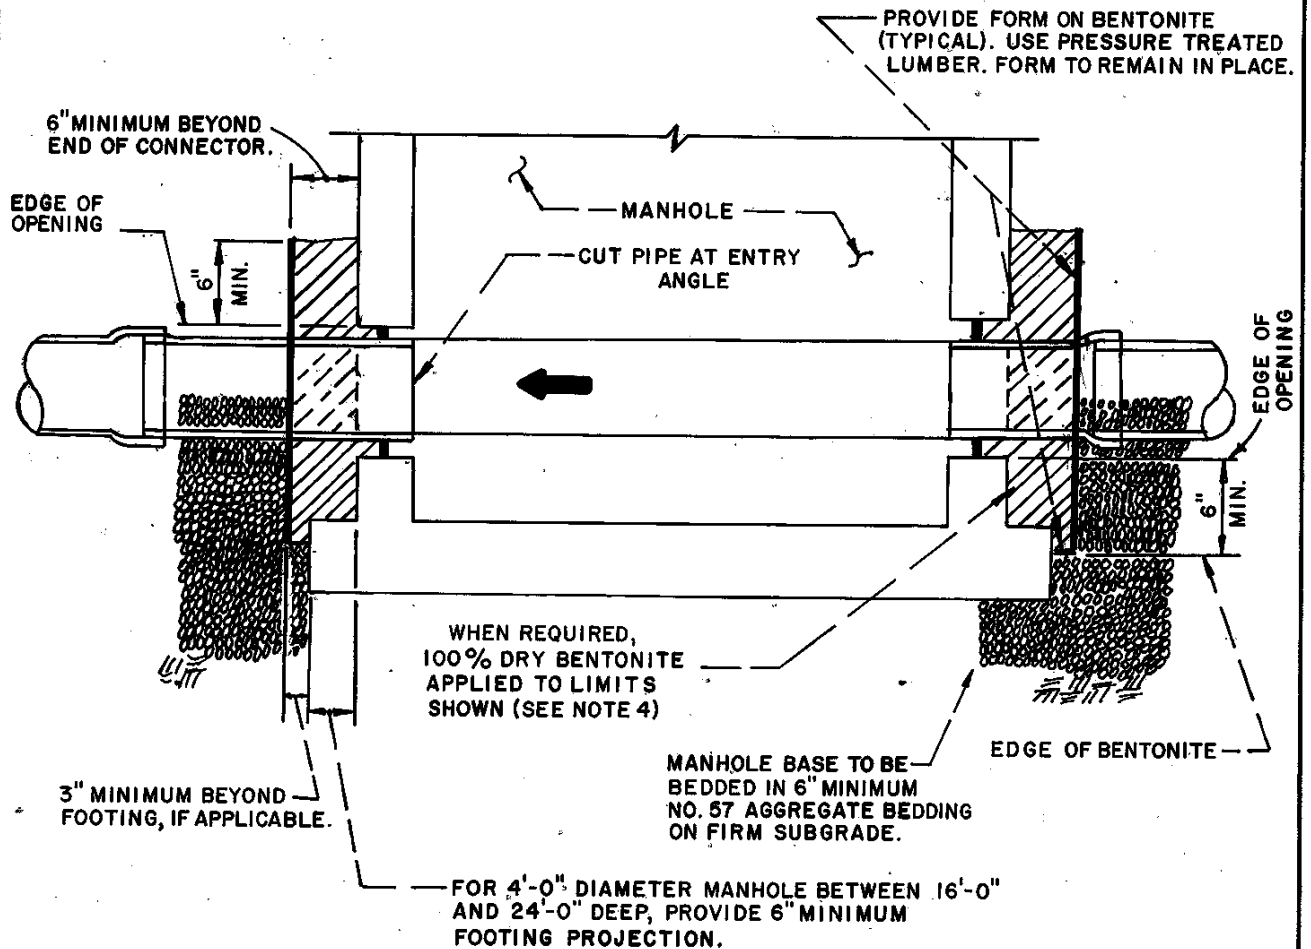 PROVIDE FORM ON BENTONITE
(TYPICAL). USE PRESSURE TREATED
LUMBER. FORM TO REMAIN IN PLACE.
6" MINIMUM BEYOND
END OF CONNECTOR.
EDGE OF
OPENING
6"
MIN.
MANHOLE
CUT PIPE AT ENTRY
ANGLE
EDGE OF
OPENING
6"
MIN.
WHEN REQUIRED,
100% DRY BENTONITE
APPLIED TO LIMITS
SHOWN (SEE NOTE 4)
EDGE OF BENTONITE
MANHOLE BASE TO BE
BEDDED IN 6" MINIMUM
NO. 57 AGGREGATE BEDDING
ON FIRM SUBGRADE.
3" MINIMUM BEYOND
FOOTING, IF APPLICABLE.
FOR 4'-0" DIAMETER MANHOLE BETWEEN 16'-0"
AND 24'-0" DEEP, PROVIDE 6" MINIMUM
FOOTING PROJECTION.